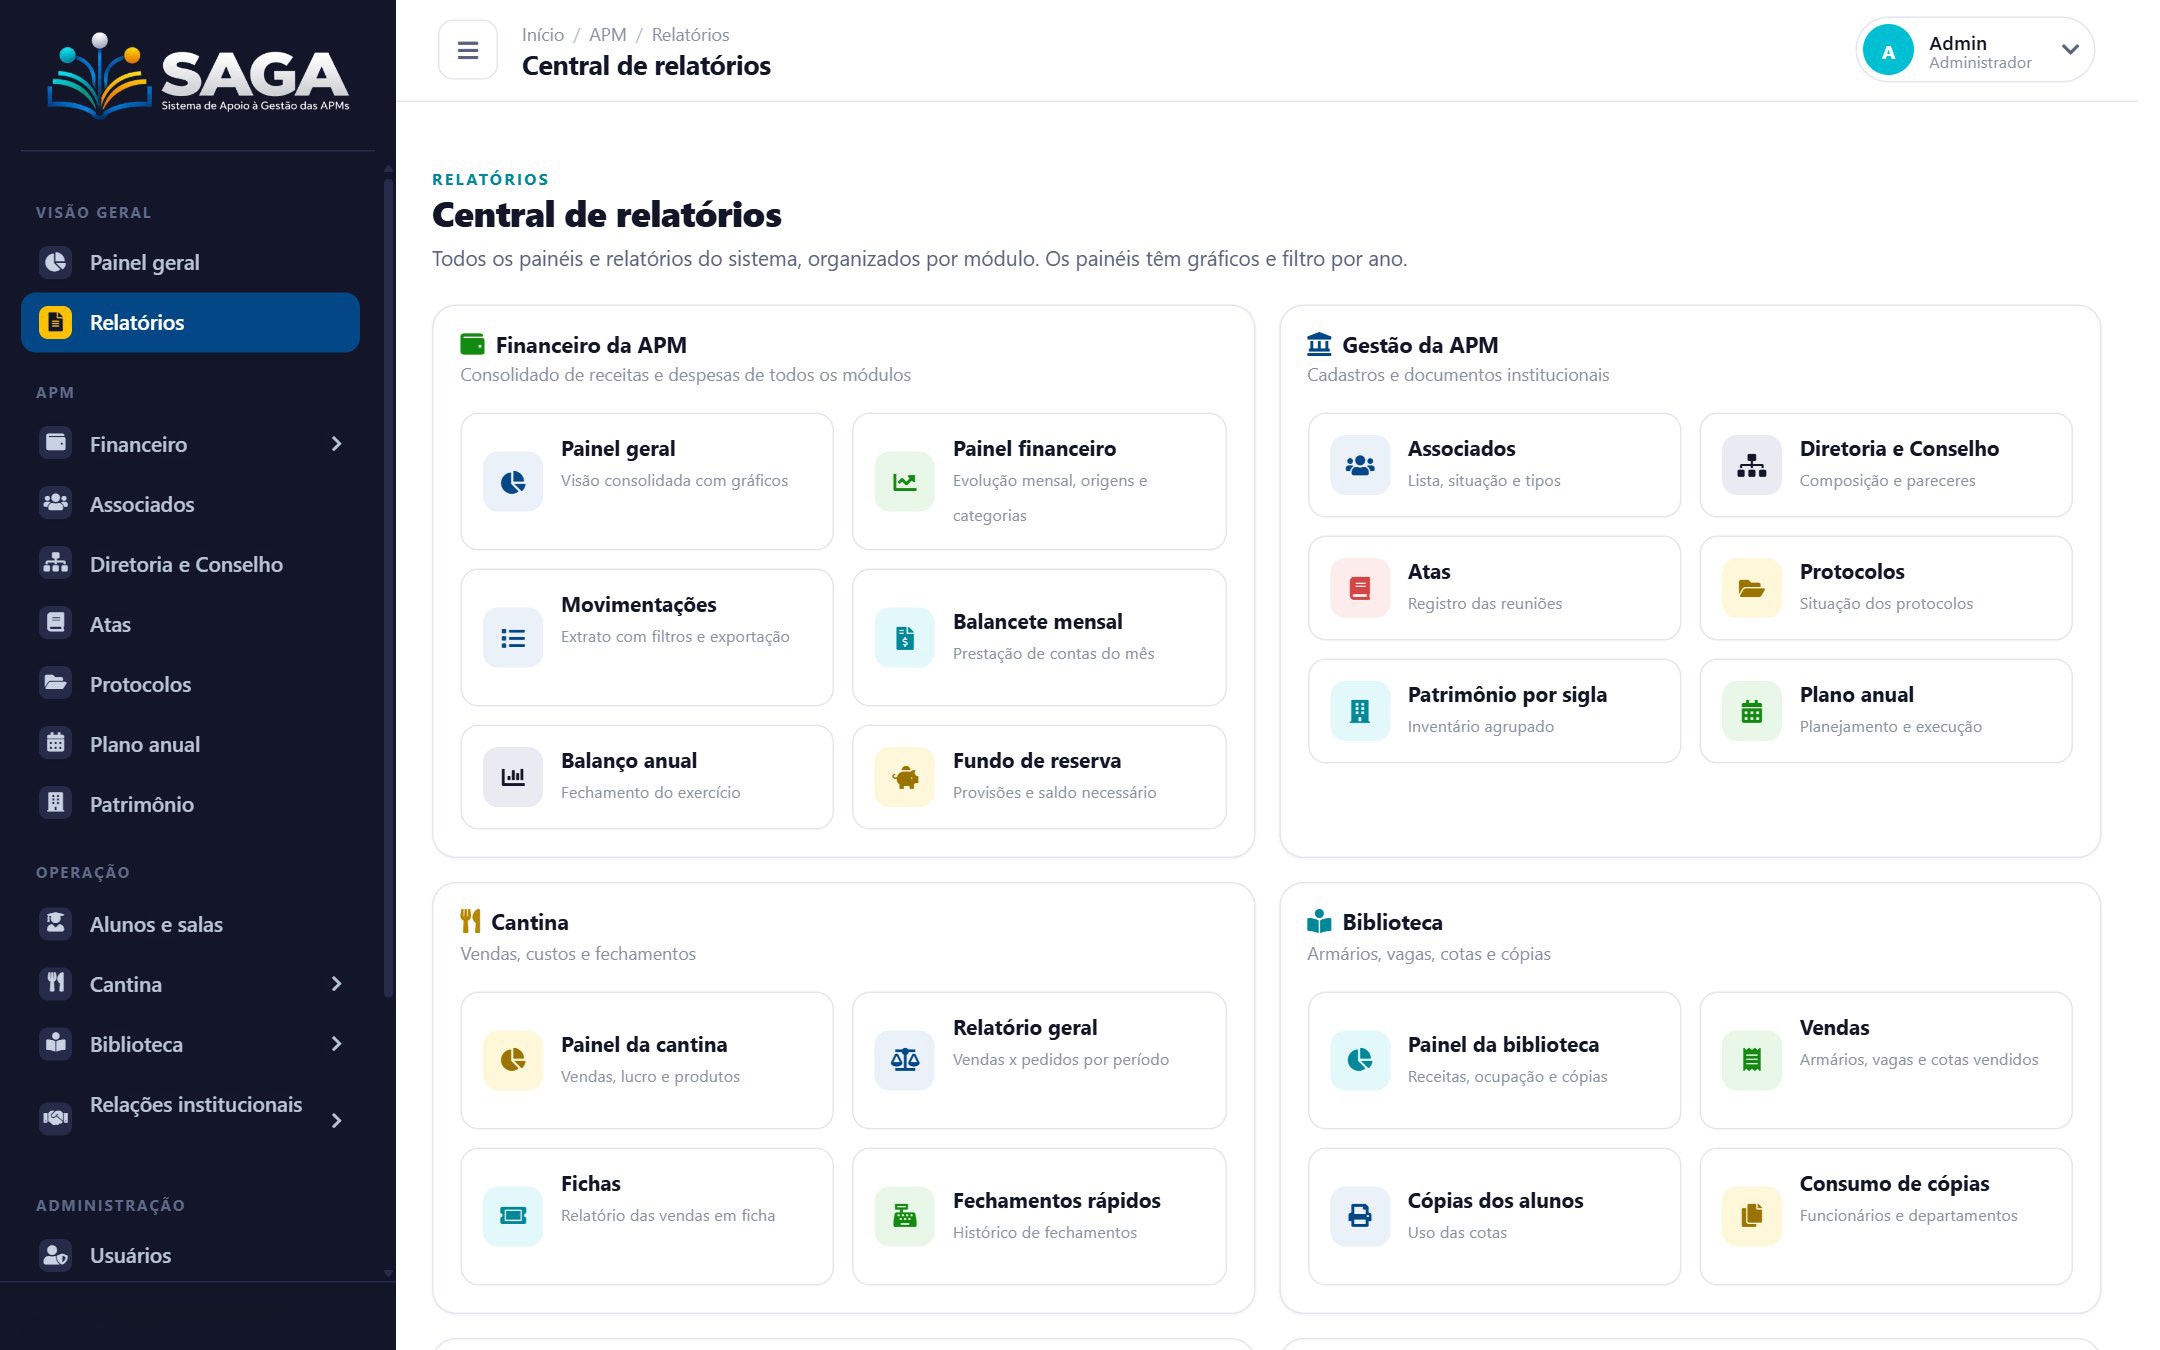 SAGA
Sistema de Apoio à Gestão das APMs
VISÃO GERAL
Painel geral
Relatórios
APM
Financeiro
Associados
Diretoria e Conselho
Atas
Protocolos
Plano anual
Patrimônio
OPERAÇÃO
Alunos e salas
Cantina
Biblioteca
Relações institucionais
ADMINISTRAÇÃO
Usuários
Início / APM / Relatórios
Central de relatórios
A
Admin
Administrador
RELATÓRIOS
Central de relatórios
Todos os painéis e relatórios do sistema, organizados por módulo. Os painéis têm gráficos e filtro por ano.
Financeiro da APM
Consolidado de receitas e despesas de todos os módulos
Painel geral
Visão consolidada com gráficos
Painel financeiro
Evolução mensal, origens e
categorias
Movimentações
Extrato com filtros e exportação
Balancete mensal
Prestação de contas do mês
Balanço anual
Fechamento do exercício
Fundo de reserva
Provisões e saldo necessário
Gestão da APM
Cadastros e documentos institucionais
Associados
Lista, situação e tipos
Diretoria e Conselho
Composição e pareceres
Atas
Registro das reuniões
Protocolos
Situação dos protocolos
Patrimônio por sigla
Inventário agrupado
Plano anual
Planejamento e execução
Cantina
Vendas, custos e fechamentos
Painel da cantina
Vendas, lucro e produtos
Relatório geral
Vendas x pedidos por período
Fichas
Relatório das vendas em ficha
Fechamentos rápidos
Histórico de fechamentos
Biblioteca
Armários, vagas, cotas e cópias
Painel da biblioteca
Receitas, ocupação e cópias
Vendas
Armários, vagas e cotas vendidos
Cópias dos alunos
Uso das cotas
Consumo de cópias
Funcionários e departamentos